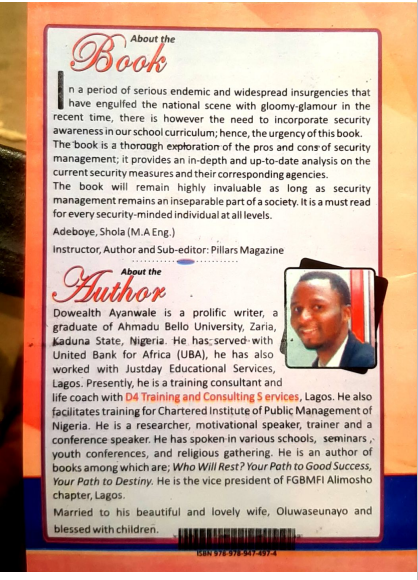 About the
Book
In a period of serious endemic and widespread insurgencies that
have engulfed the national scene with gloomy-glamour in the
recent time, there is however the need to incorporate security
awareness in our school curriculum; hence, the urgency of this book.
The book is a thorough exploration of the pros and cons of security
management; it provides an in-depth and up-to-date analysis on the
current security measures and their corresponding agencies.
The book will remain highly invaluable as long as security
management remains an inseparable part of a society. It is a must read
for every security-minded individual at all levels.
Adeboye, Shola (M.A Eng.)
Instructor, Author and Sub-editor: Pillars Magazine
About the
Author
Dowealth Ayanwale is a prolific writer, a
graduate of Ahmadu Bello University, Zaria,
Kaduna State, Nigeria. He has served with
United Bank for Africa (UBA), he has also
worked with Justday Educational Services,
Lagos. Presently, he is a training consultant and
life coach with D4 Training and Consulting S ervices, Lagos. He also
facilitates training for Chartered Institute of Public Management of
Nigeria. He is a researcher, motivational speaker, trainer and a
conference speaker. He has spoken in various schools, seminars ,
youth conferences, and religious gathering. He is an author of
books among which are; Who Will Rest? Your Path to Good Success,
Your Path to Destiny. He is the vice president of FGBMFI Alimosho
chapter, Lagos.
Married to his beautiful and lovely wife, Oluwaseunayo and
blessed with children.
ISBN 978-978-947-497-4